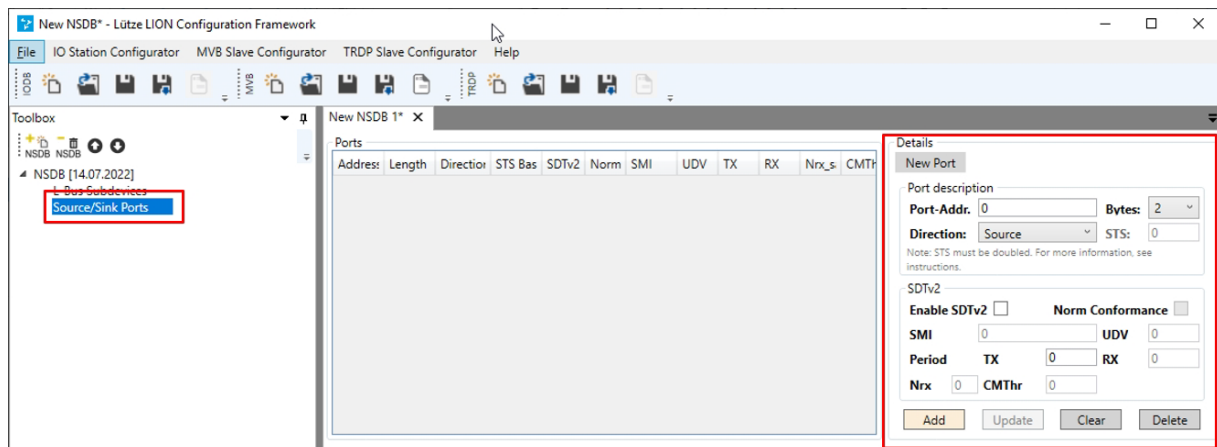 New NSDB* - Lütze LION Configuration Framework
File IO Station Configurator MVB Slave Configurator TRDP Slave Configurator Help
IODB MVB TRDP
Toolbox
NSDB NSDB
NSDB [14.07.2022]
L-Bus Subdevices
Source/Sink Ports
New NSDB 1*
Ports
Address Length Direction STS Bas SDTv2 Norm SMI UDV TX RX Nrx_s CMTh
Details
New Port
Port description
Port-Addr. 0 Bytes: 2
Direction: Source STS: 0
Note: STS must be doubled. For more information, see
instructions.
SDTv2
Enable SDTv2 Norm Conformance
SMI 0 UDV 0
Period TX 0 RX 0
Nrx 0 CMThr 0
Add Update Clear Delete